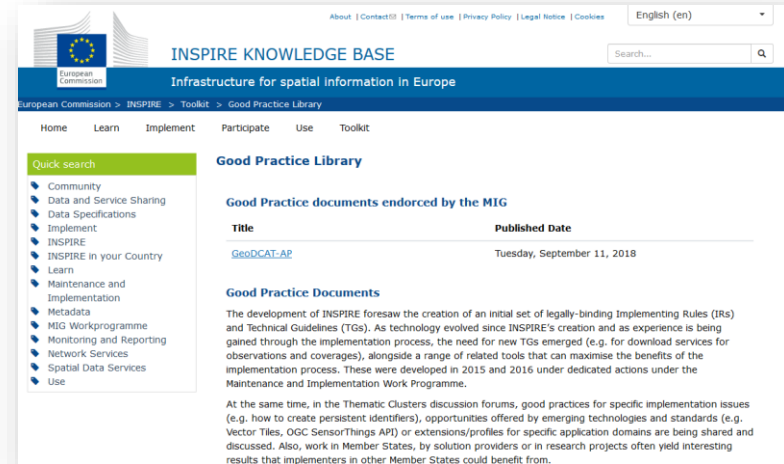 About | Contact | Terms of use | Privacy Policy | Legal Notice | Cookies
English (en)
European
Commission
INSPIRE KNOWLEDGE BASE
Search...
Infrastructure for spatial information in Europe
European Commission > INSPIRE > Toolkit > Good Practice Library
Home Learn Implement Participate Use Toolkit
Quick search
Community
Data and Service Sharing
Data Specifications
Implement
INSPIRE
INSPIRE in your Country
Learn
Maintenance and
Implementation
Metadata
MIG Workprogramme
Monitoring and Reporting
Network Services
Spatial Data Services
Use
Good Practice Library
Good Practice documents endorsed by the MIG
Title Published Date
GeoDCAT-AP Tuesday, September 11, 2018
Good Practice Documents
The development of INSPIRE foresaw the creation of an initial set of legally-binding Implementing Rules (IRs)
and Technical Guidelines (TGs). As technology evolved since INSPIRE's creation and as experience is being
gained through the implementation process, the need for new TGs emerged (e.g. for download services for
observations and coverages), alongside a range of related tools that can maximise the benefits of the
implementation process. These were developed in 2015 and 2016 under dedicated actions under the
Maintenance and Implementation Work Programme.
At the same time, in the Thematic Clusters discussion forums, good practices for specific implementation issues
(e.g. how to create persistent identifiers), opportunities offered by emerging technologies and standards (e.g.
Vector Tiles, OGC SensorThings API) or extensions/profiles for specific application domains are being shared and
discussed. Also, work in Member States, by solution providers or in research projects often yield interesting
results that implementers in other Member States could benefit from.